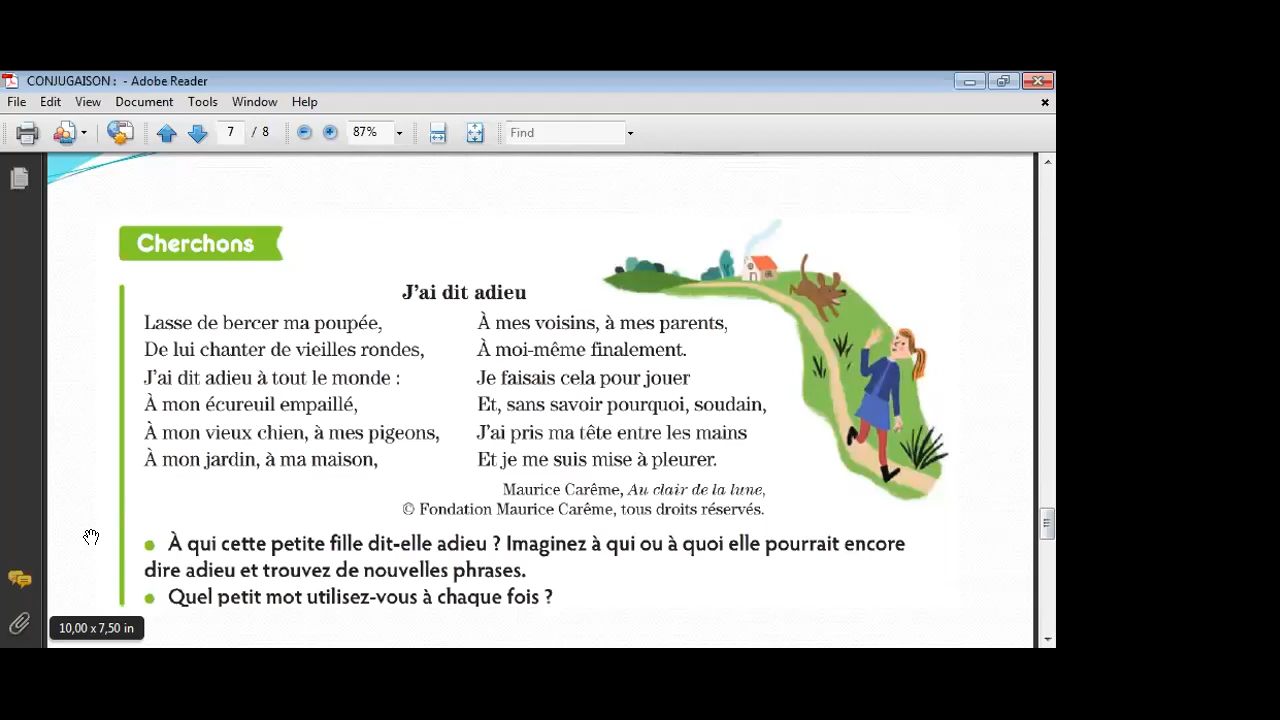 CONJUGAISON : - Adobe Reader
File Edit View Document Tools Window Help
7 / 8 87% Find
Cherchons
J'ai dit adieu
Lasse de bercer ma poupée,
De lui chanter de vieilles rondes,
J'ai dit adieu à tout le monde :
À mon écureuil empaillé,
À mon vieux chien, à mes pigeons,
À mon jardin, à ma maison,
À mes voisins, à mes parents,
À moi-même finalement.
Je faisais cela pour jouer
Et, sans savoir pourquoi, soudain,
J'ai pris ma tête entre les mains
Et je me suis mise à pleurer.
Maurice Carême, Au clair de la lune,
© Fondation Maurice Carême, tous droits réservés.
• À qui cette petite fille dit-elle adieu ? Imaginez à qui ou à quoi elle pourrait encore
dire adieu et trouvez de nouvelles phrases.
• Quel petit mot utilisez-vous à chaque fois ?
10,00 x 7,50 in